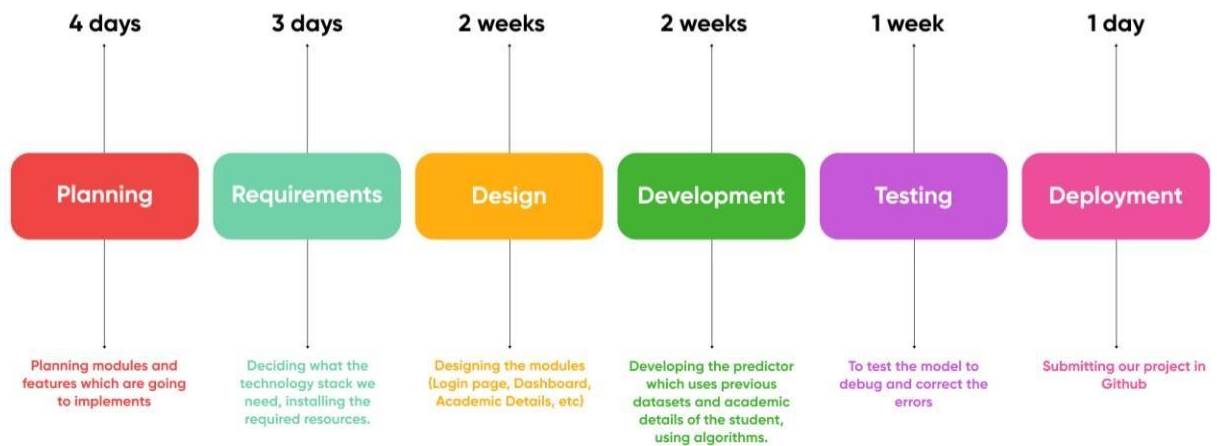 4 days
3 days
2 weeks
2 weeks
1 week
1 day
Planning
Requirements
Design
Development
Testing
Deployment
Planning modules and
features which are going
to implements
Deciding what the
technology stack we
need, installing the
required resources.
Designing the modules
(Login page, Dashboard,
Academic Details, etc)
Developing the predictor
which uses previous
datasets and academic
details of the student,
using algorithms.
To test the model to
debug and correct the
errors
Submitting our project in
Github